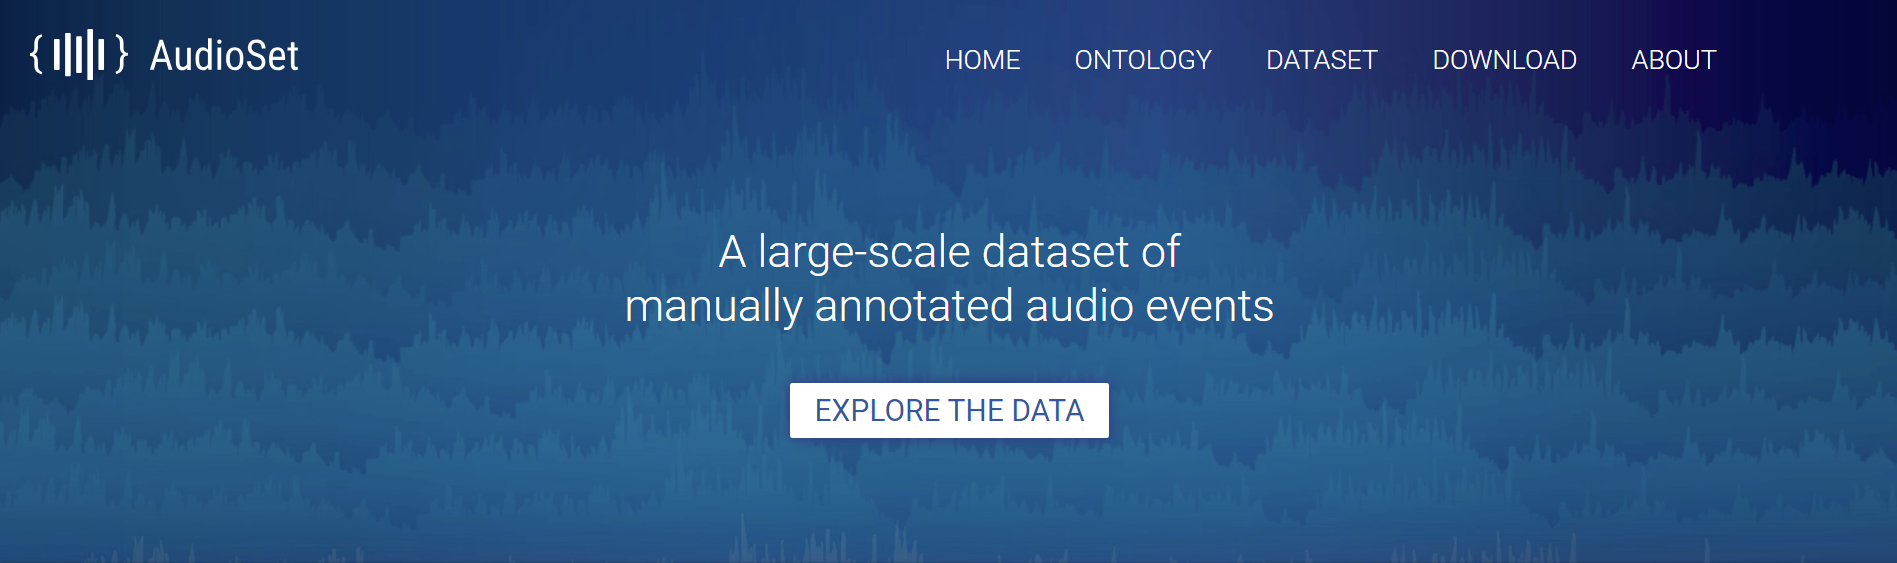 AudioSet
HOME ONTOLOGY DATASET DOWNLOAD ABOUT
A large-scale dataset of
manually annotated audio events
EXPLORE THE DATA